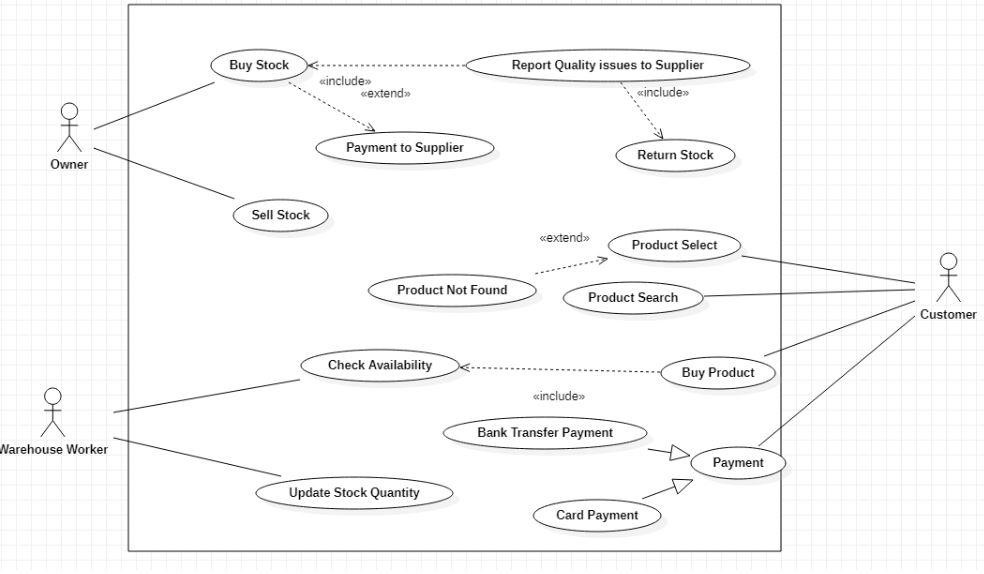 Buy Stock
Report Quality issues to Supplier
«include»
«extend»
«include»
Owner
Payment to Supplier
Return Stock
Sell Stock
«extend»
Product Select
Product Not Found
Product Search
Customer
Check Availability
Buy Product
«include»
Warehouse Worker
Bank Transfer Payment
Payment
Update Stock Quantity
Card Payment